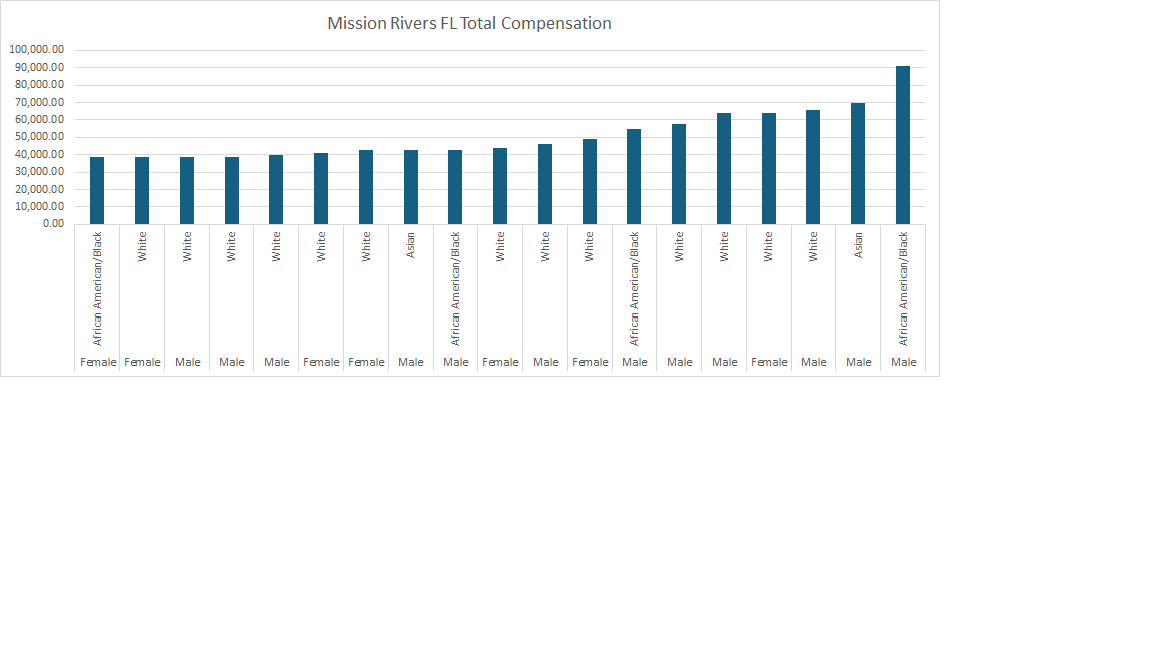 Mission Rivers FL Total Compensation
100,000.00
90,000.00
80,000.00
70,000.00
60,000.00
50,000.00
40,000.00
30,000.00
20,000.00
10,000.00
0.00
African American/Black
White
White
White
White
White
White
Asian
African American/Black
White
White
White
African American/Black
White
White
White
White
Asian
African American/Black
Female Female Male Male Male Female Female Male Male Female Male Female Male Male Male Female Male Male Male